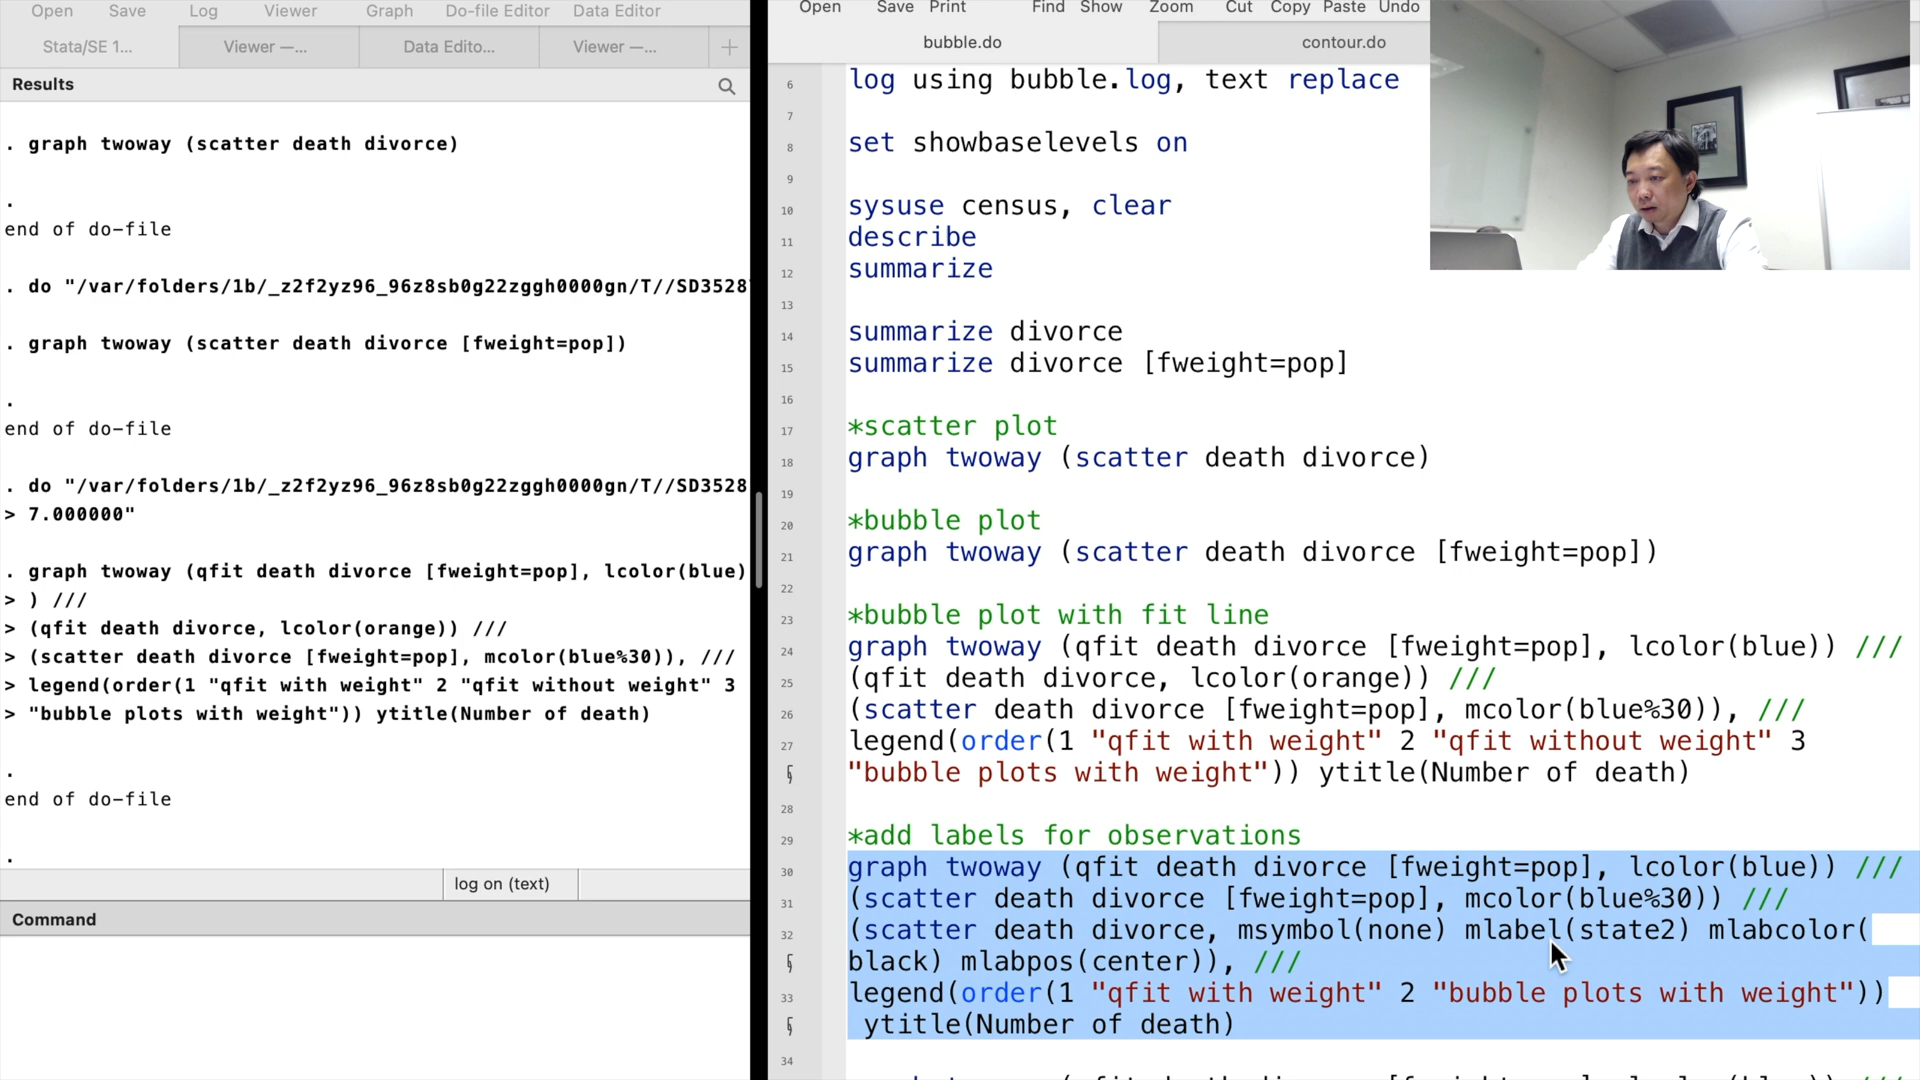 Open Save Log Viewer Graph Do-file Editor Data Editor
Stata/SE 1... Viewer —... Data Edito... Viewer —...
Results
. graph twoway (scatter death divorce)
.
end of do-file
. do "/var/folders/1b/_z2f2yz96_96z8sb0g22zggh0000gn/T//SD3528
. graph twoway (scatter death divorce [fweight=pop])
.
end of do-file
. do "/var/folders/1b/_z2f2yz96_96z8sb0g22zggh0000gn/T//SD3528
> 7.000000"
. graph twoway (qfit death divorce [fweight=pop], lcolor(blue)
> ) ///
> (qfit death divorce, lcolor(orange)) ///
> (scatter death divorce [fweight=pop], mcolor(blue%30)), ///
> legend(order(1 "qfit with weight" 2 "qfit without weight" 3
> "bubble plots with weight")) ytitle(Number of death)
.
end of do-file
.
log on (text)
Command
Open Save Print Find Show Zoom Cut Copy Paste Undo
bubble.do contour.do
6 log using bubble.log, text replace
7
8 set showbaselevels on
9
10 sysuse census, clear
11 describe
12 summarize
13
14 summarize divorce
15 summarize divorce [fweight=pop]
16
17 *scatter plot
18 graph twoway (scatter death divorce)
19
20 *bubble plot
21 graph twoway (scatter death divorce [fweight=pop])
22
23 *bubble plot with fit line
24 graph twoway (qfit death divorce [fweight=pop], lcolor(blue)) ///
25 (qfit death divorce, lcolor(orange)) ///
26 (scatter death divorce [fweight=pop], mcolor(blue%30)), ///
27 legend(order(1 "qfit with weight" 2 "qfit without weight" 3
"bubble plots with weight")) ytitle(Number of death)
28
29 *add labels for observations
30 graph twoway (qfit death divorce [fweight=pop], lcolor(blue)) ///
31 (scatter death divorce [fweight=pop], mcolor(blue%30)) ///
32 (scatter death divorce, msymbol(none) mlabel(state2) mlabcolor(
black) mlabpos(center)), ///
33 legend(order(1 "qfit with weight" 2 "bubble plots with weight"))
ytitle(Number of death)
34